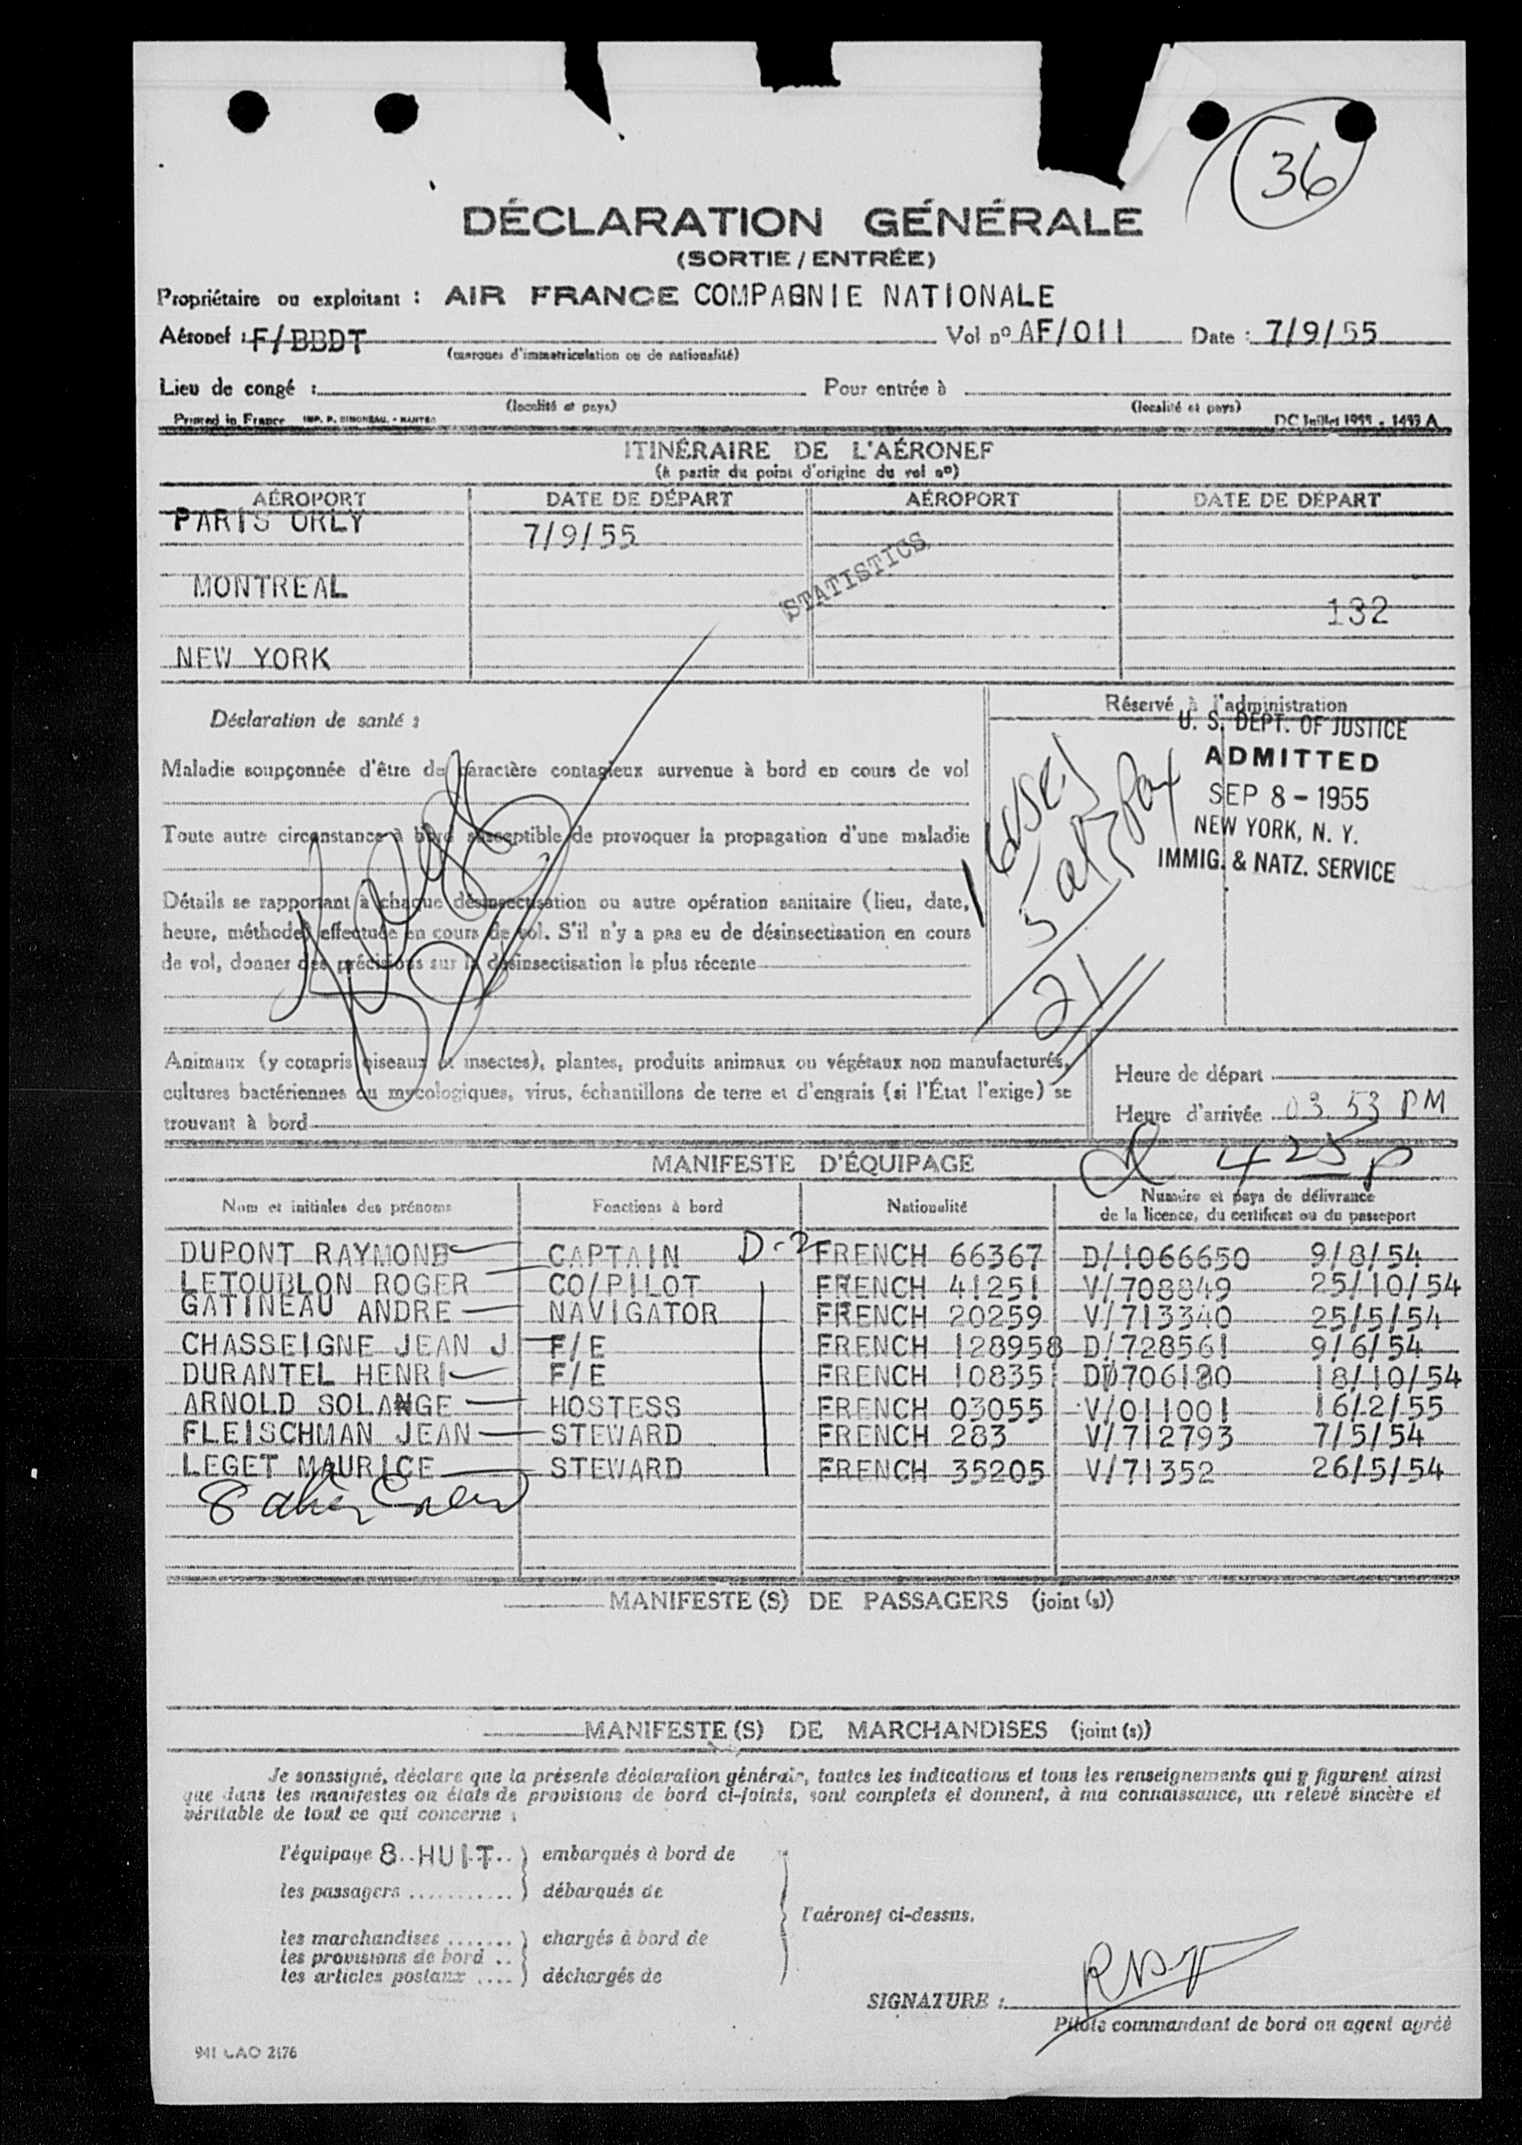 36
DÉCLARATION GÉNÉRALE
(SORTIE / ENTRÉE)
Propriétaire ou exploitant : AIR FRANCE COMPAGNIE NATIONALE
Aéronef : F/BBDT Vol nº AF/011 Date : 7/9/55
(marques d'immatriculation ou de nationalité)
Lieu de congé : Pour entrée à
(localité et pays) (localité et pays)
Printed in France IMP. P. SIMONEAU. - NANTES DC Juillet 1955 - 1453 A
ITINÉRAIRE DE L'AÉRONEF
(à partir du point d'origine du vol nº)
AÉROPORT DATE DE DÉPART AÉROPORT DATE DE DÉPART
PARIS ORLY 7/9/55
STATISTICS
MONTREAL
132
NEW YORK
Réservé à l'administration
Déclaration de santé :
U. S. DEPT. OF JUSTICE
ADMITTED
SEP 8 - 1955
NEW YORK, N. Y.
IMMIG. & NATZ. SERVICE
Maladie soupçonnée d'être de caractère contagieux survenue à bord en cours de vol
Toute autre circonstance à bord susceptible de provoquer la propagation d'une maladie
Détails se rapportant à chaque désinsectisation ou autre opération sanitaire (lieu, date,
heure, méthode) effectuée en cours de vol. S'il n'y a pas eu de désinsectisation en cours
de vol, donner des précisions sur la désinsectisation la plus récente
21
Animaux (y compris oiseaux et insectes), plantes, produits animaux ou végétaux non manufacturés,
cultures bactériennes ou mycologiques, virus, échantillons de terre et d'engrais (si l'État l'exige) se
trouvant à bord
Heure de départ
Heure d'arrivée 03 53 PM
425 p
MANIFESTE D'ÉQUIPAGE
Nom et initiales des prénoms Fonctions à bord Nationalité Numéro et pays de délivrance
de la licence, du certificat ou du passeport
DUPONT RAYMOND CAPTAIN D-2 FRENCH 66367 D/1066650 9/8/54
LETOUBLON ROGER CO/PILOT FRENCH 41251 V/708849 25/10/54
GATINEAU ANDRE NAVIGATOR FRENCH 20259 V/713340 25/5/54
CHASSEIGNE JEAN J F/E FRENCH 128958 D/728561 9/6/54
DURANTEL HENRI F/E FRENCH 10835 DD706120 18/10/54
ARNOLD SOLANGE HOSTESS FRENCH 03055 V/011001 16/2/55
FLEISCHMAN JEAN STEWARD FRENCH 283 V/712793 7/5/54
LEGET MAURICE STEWARD FRENCH 35205 V/71352 26/5/54
8 alien Crew
MANIFESTE (S) DE PASSAGERS (joint (s))
MANIFESTE (S) DE MARCHANDISES (joint (s))
Je soussigné, déclare que la présente déclaration générale, toutes les indications et tous les renseignements qui y figurent ainsi
que dans les manifestes ou états de provisions de bord ci-joints, sont complets et donnent, à ma connaissance, un relevé sincère et
véritable de tout ce qui concerne :
l'équipage 8 HUIT embarqués à bord de
les passagers débarqués de
l'aéronef ci-dessus.
les marchandises chargés à bord de
les provisions de bord
les articles postaux déchargés de
SIGNATURE :
Pilote commandant de bord ou agent agréé
941 CAO 2176